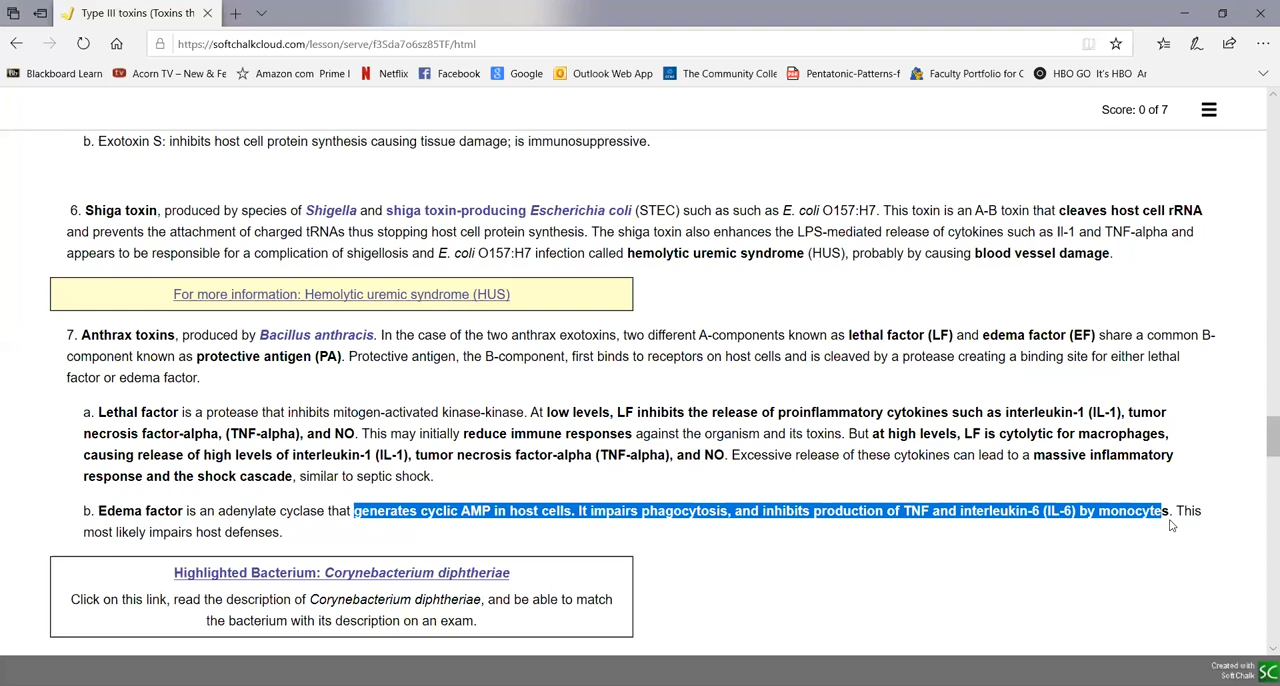 Type III toxins (Toxins th
https://softchalkcloud.com/lesson/serve/f3Sda7o6sz85TF/html
Blackboard Learn Acorn TV – New & Fe Amazon com Prime I Netflix Facebook Google Outlook Web App The Community Colle Pentatonic-Patterns-f Faculty Portfolio for C HBO GO It's HBO Ar
Score: 0 of 7
b. Exotoxin S: inhibits host cell protein synthesis causing tissue damage; is immunosuppressive.
6. Shiga toxin, produced by species of Shigella and shiga toxin-producing Escherichia coli (STEC) such as such as E. coli O157:H7. This toxin is an A-B toxin that cleaves host cell rRNA
and prevents the attachment of charged tRNAs thus stopping host cell protein synthesis. The shiga toxin also enhances the LPS-mediated release of cytokines such as Il-1 and TNF-alpha and
appears to be responsible for a complication of shigellosis and E. coli O157:H7 infection called hemolytic uremic syndrome (HUS), probably by causing blood vessel damage.
For more information: Hemolytic uremic syndrome (HUS)
7. Anthrax toxins, produced by Bacillus anthracis. In the case of the two anthrax exotoxins, two different A-components known as lethal factor (LF) and edema factor (EF) share a common B-
component known as protective antigen (PA). Protective antigen, the B-component, first binds to receptors on host cells and is cleaved by a protease creating a binding site for either lethal
factor or edema factor.
a. Lethal factor is a protease that inhibits mitogen-activated kinase-kinase. At low levels, LF inhibits the release of proinflammatory cytokines such as interleukin-1 (IL-1), tumor
necrosis factor-alpha, (TNF-alpha), and NO. This may initially reduce immune responses against the organism and its toxins. But at high levels, LF is cytolytic for macrophages,
causing release of high levels of interleukin-1 (IL-1), tumor necrosis factor-alpha (TNF-alpha), and NO. Excessive release of these cytokines can lead to a massive inflammatory
response and the shock cascade, similar to septic shock.
b. Edema factor is an adenylate cyclase that generates cyclic AMP in host cells. It impairs phagocytosis, and inhibits production of TNF and interleukin-6 (IL-6) by monocytes. This
most likely impairs host defenses.
Highlighted Bacterium: Corynebacterium diphtheriae
Click on this link, read the description of Corynebacterium diphtheriae, and be able to match
the bacterium with its description on an exam.
Created with
SoftChalk
SC